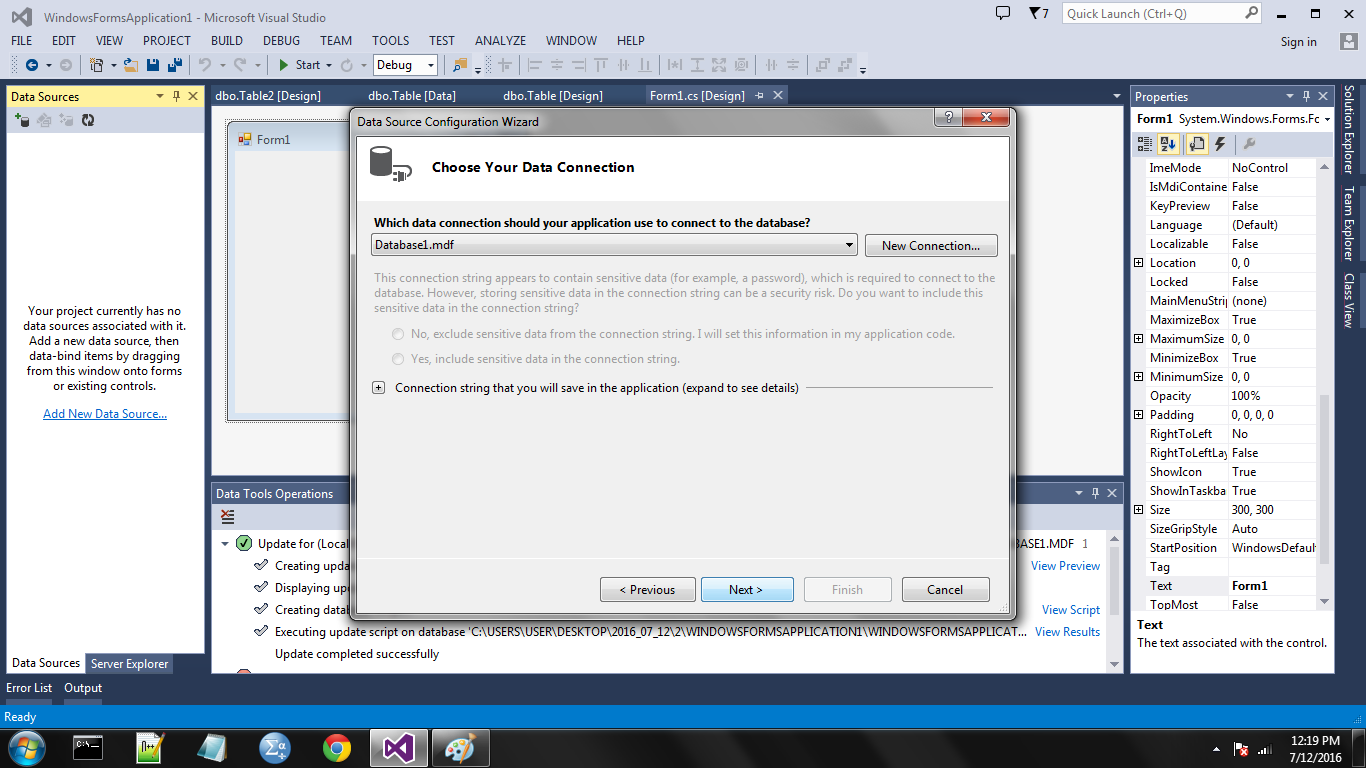 WindowsFormsApplication1 - Microsoft Visual Studio
7
Quick Launch (Ctrl+Q)
FILE EDIT VIEW PROJECT BUILD DEBUG TEAM TOOLS TEST ANALYZE WINDOW HELP
Sign in
Start
Debug
Data Sources
dbo.Table2 [Design]
dbo.Table [Data]
dbo.Table [Design]
Form1.cs [Design]
Your project currently has no
data sources associated with it.
Add a new data source, then
data-bind items by dragging
from this window onto forms
or existing controls.
Add New Data Source...
Data Sources
Server Explorer
Form1
Data Source Configuration Wizard
?
Choose Your Data Connection
Which data connection should your application use to connect to the database?
Database1.mdf
New Connection...
This connection string appears to contain sensitive data (for example, a password), which is required to connect to the
database. However, storing sensitive data in the connection string can be a security risk. Do you want to include this
sensitive data in the connection string?
No, exclude sensitive data from the connection string. I will set this information in my application code.
Yes, include sensitive data in the connection string.
Connection string that you will save in the application (expand to see details)
< Previous
Next >
Finish
Cancel
Data Tools Operations
Update for (Local
BASE1.MDF 1
Creating upda
View Preview
Displaying upd
Creating datab
View Script
Executing update script on database 'C:\USERS\USER\DESKTOP\2016_07_12\2\WINDOWSFORMSAPPLICATION1\WINDOWSFORMSAPPLICAT...
View Results
Update completed successfully
Properties
Form1 System.Windows.Forms.Fc
ImeMode NoControl
IsMdiContaine False
KeyPreview False
Language (Default)
Localizable False
Location 0, 0
Locked False
MainMenuStrip (none)
MaximizeBox True
MaximumSize 0, 0
MinimizeBox True
MinimumSize 0, 0
Opacity 100%
Padding 0, 0, 0, 0
RightToLeft No
RightToLeftLay False
ShowIcon True
ShowInTaskba True
Size 300, 300
SizeGripStyle Auto
StartPosition WindowsDefaul
Tag
Text Form1
TopMost False
Text
The text associated with the control.
Solution Explorer
Team Explorer
Class View
Error List
Output
Ready
C:\_
12:19 PM
7/12/2016